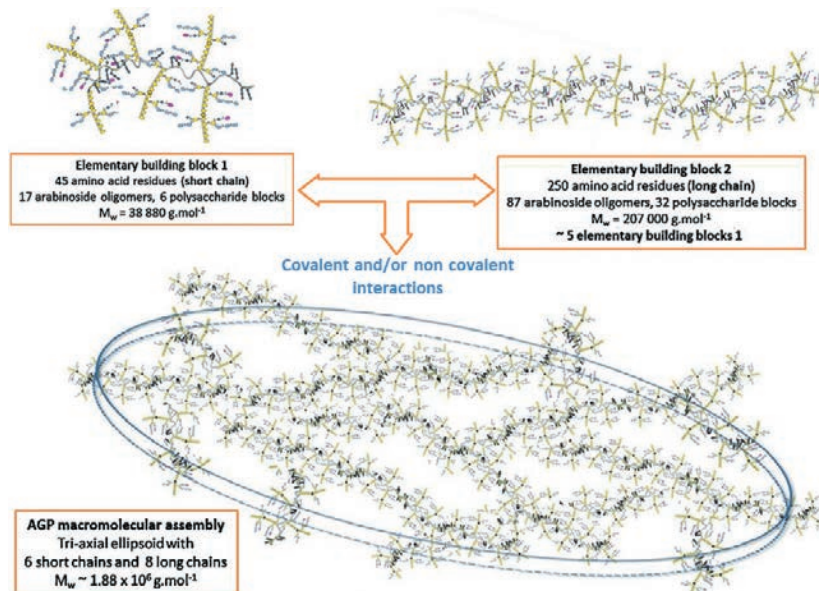 Elementary building block 1
45 amino acid residues (short chain)
17 arabinoside oligomers, 6 polysaccharide blocks
Mw = 38 880 g.mol-1
Elementary building block 2
250 amino acid residues (long chain)
87 arabinoside oligomers, 32 polysaccharide blocks
Mw = 207 000 g.mol-1
~ 5 elementary building blocks 1
Covalent and/or non covalent
interactions
AGP macromolecular assembly
Tri-axial ellipsoid with
6 short chains and 8 long chains
Mw ~ 1.88 x 10⁶ g.mol-1